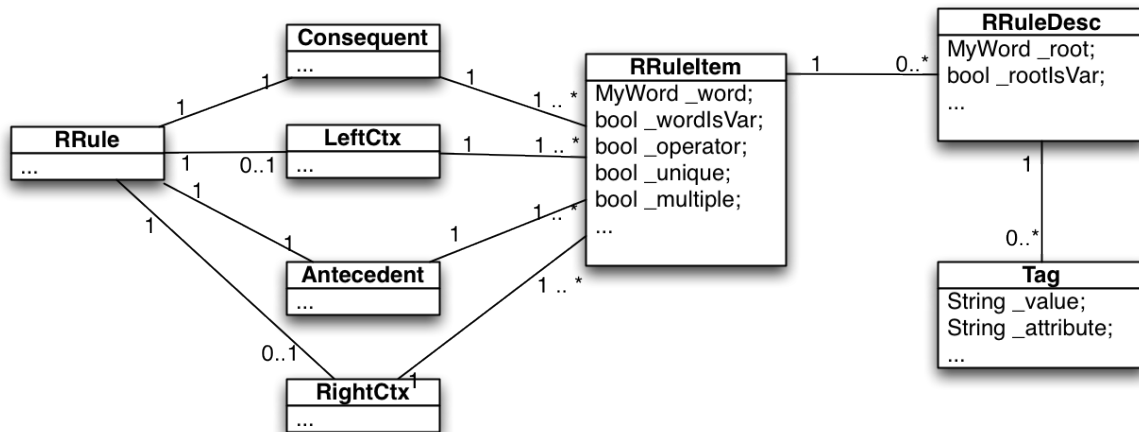 Consequent
...
RRule
...
LeftCtx
...
Antecedent
...
RightCtx
...
RRuleItem
MyWord _word;
bool _wordIsVar;
bool _operator;
bool _unique;
bool _multiple;
...
RRuleDesc
MyWord _root;
bool _rootIsVar;
...
Tag
String _value;
String _attribute;
...
1
1
1
0..1
1
1
1
0..1
1
1 .. *
1
1 .. *
1
1 .. *
1
1 .. *
1
0..*
1
0..*